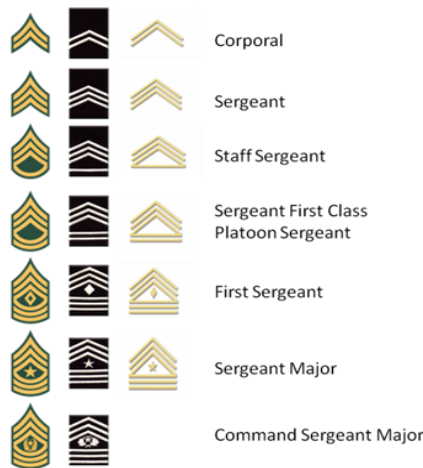 Corporal
Sergeant
Staff Sergeant
Sergeant First Class
Platoon Sergeant
First Sergeant
Sergeant Major
Command Sergeant Major